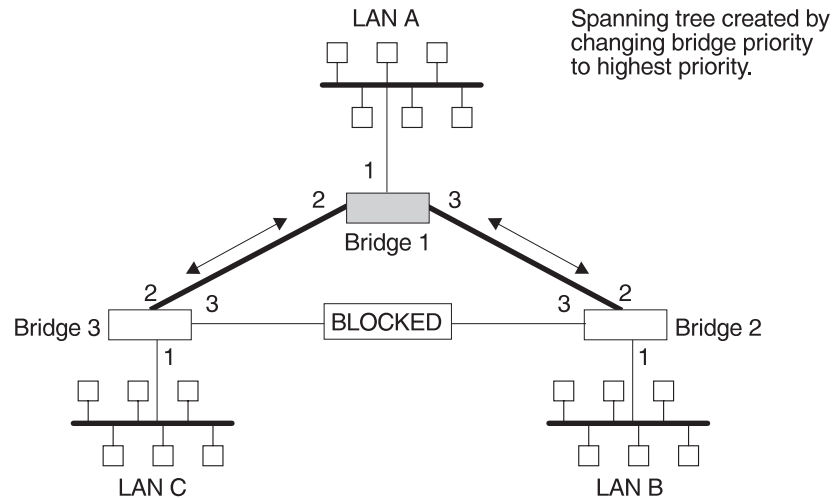 LAN A
Spanning tree created by
changing bridge priority
to highest priority.
1
2
3
Bridge 1
2
3
3
2
Bridge 3
BLOCKED
Bridge 2
1
1
LAN C
LAN B